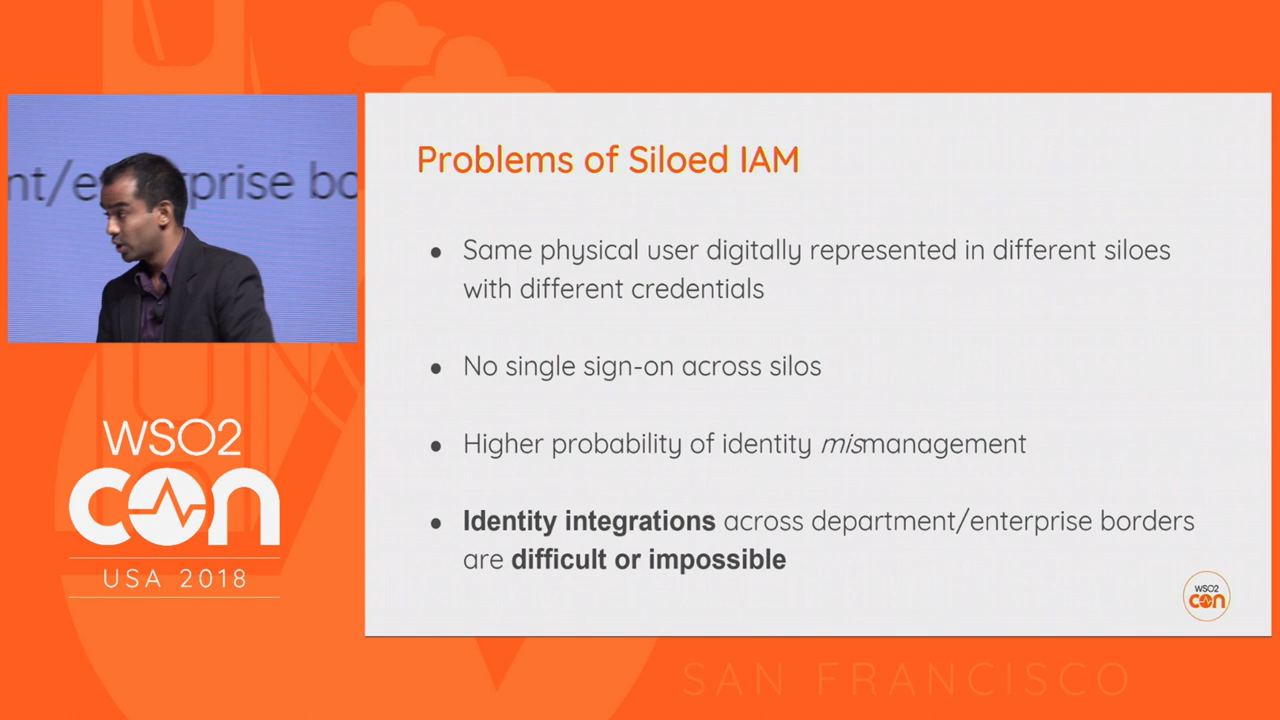 nt/enterprise bo
WSO2
con
USA 2018
Problems of Siloed IAM
• Same physical user digitally represented in different siloes
with different credentials
• No single sign-on across silos
• Higher probability of identity mismanagement
• Identity integrations across department/enterprise borders
are difficult or impossible
WSO2
con
SAN FRANCISCO